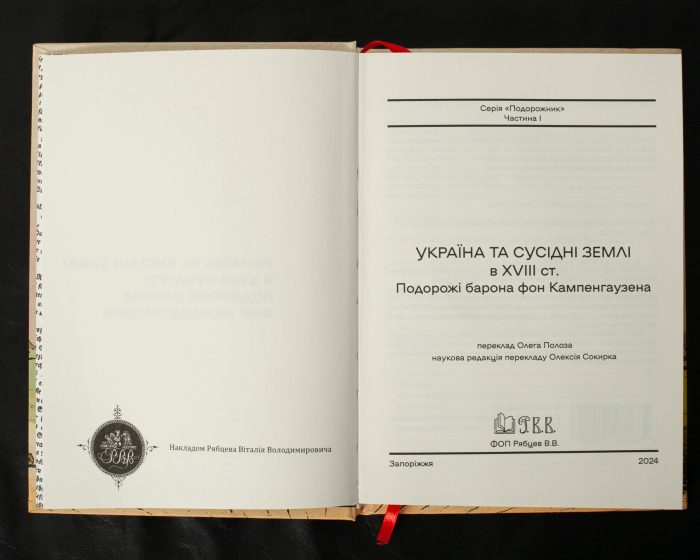 Накладом Рябцева Віталія Володимировича
Серія «Подорожник»
Частина I
УКРАЇНА ТА СУСІДНІ ЗЕМЛІ
в XVIII ст.
Подорожі барона фон Кампенгаузена
переклад Олега Полоза
наукова редакція перекладу Олексія Сокирка
Р.В.В.
ФОП Рябцев В.В.
Запоріжжя
2024